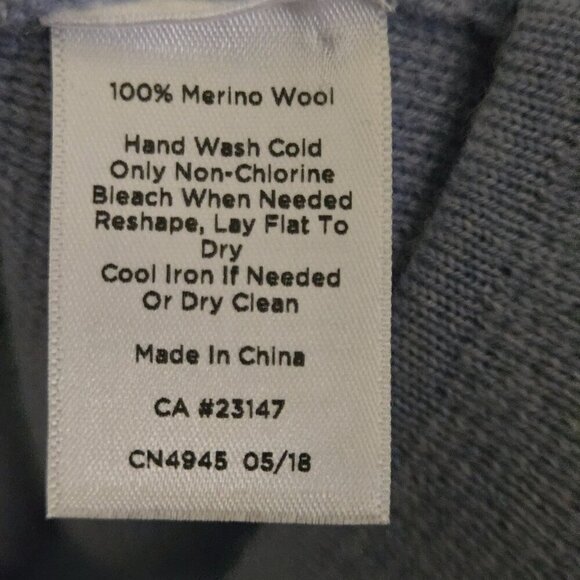 100% Merino Wool
Hand Wash Cold
Only Non-Chlorine
Bleach When Needed
Reshape, Lay Flat To
Dry
Cool Iron If Needed
Or Dry Clean
Made In China
CA #23147
CN4945 05/18